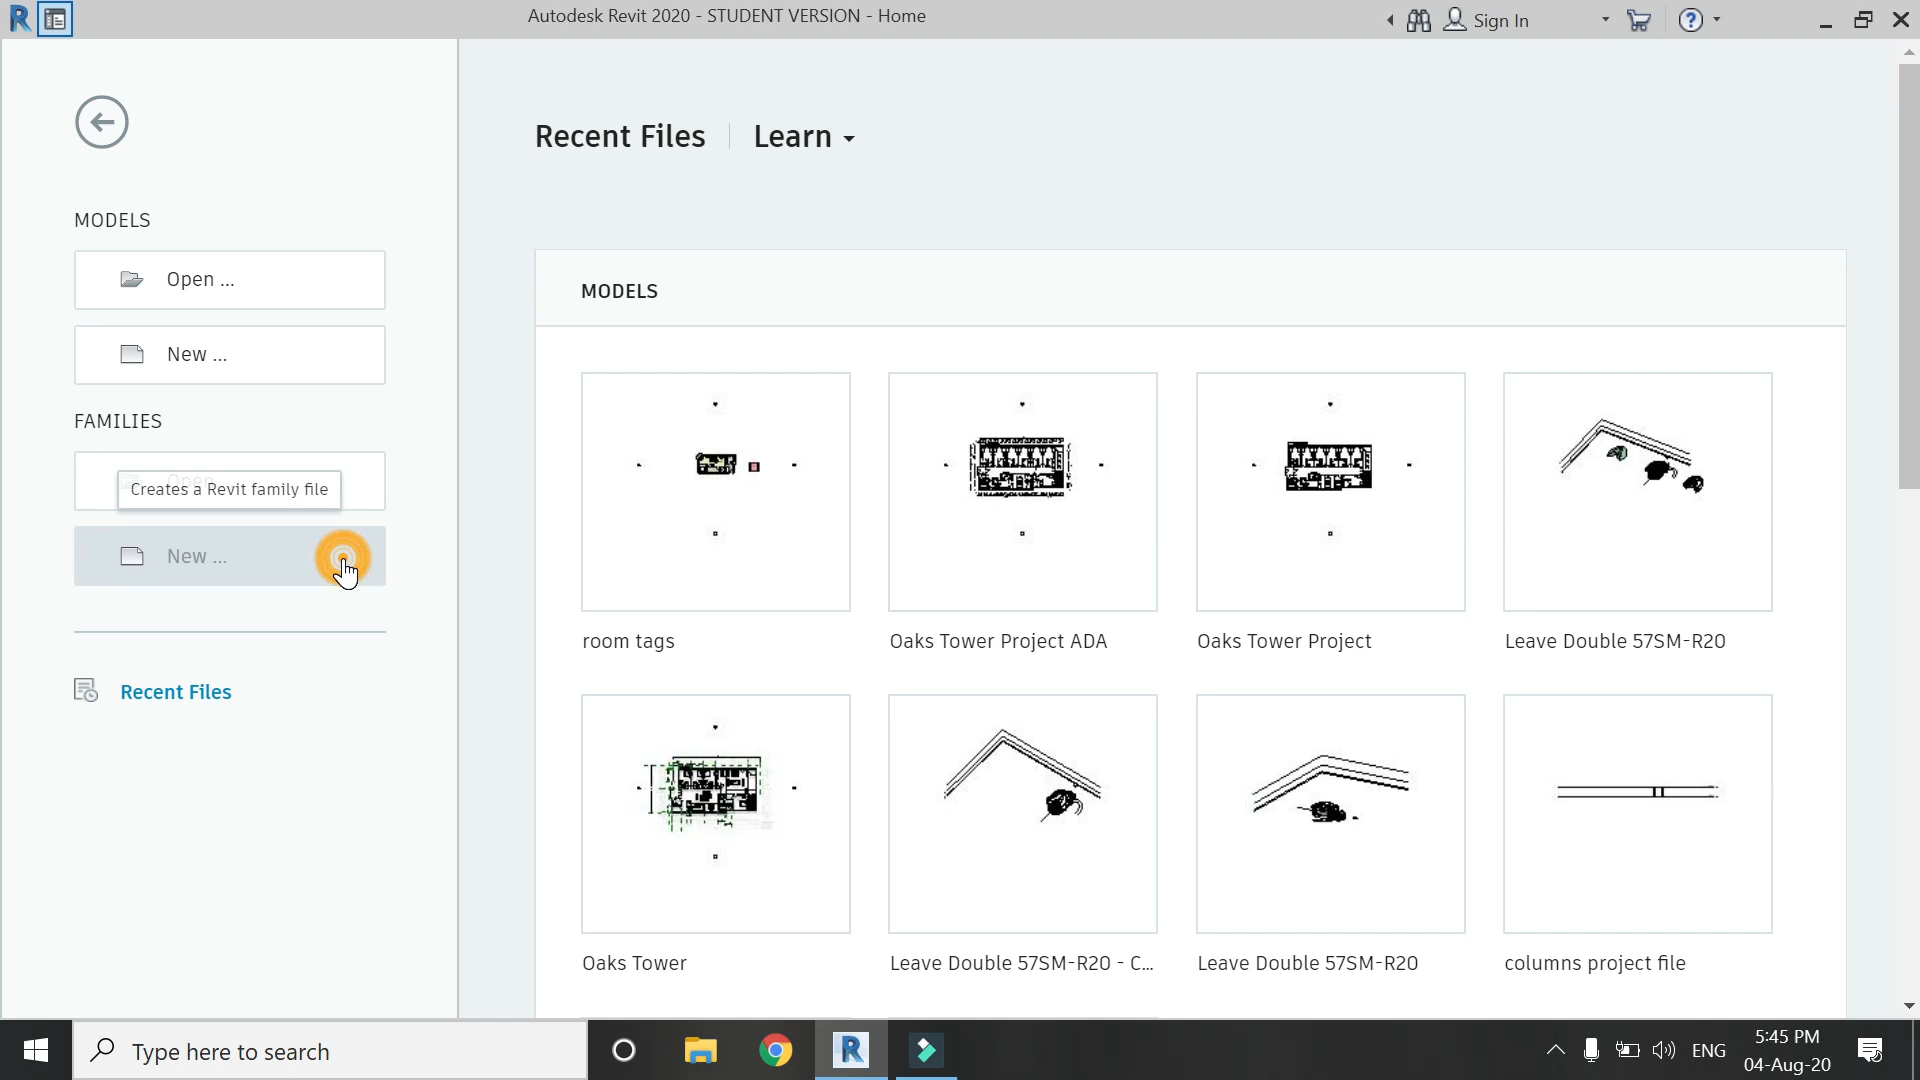 Autodesk Revit 2020 - STUDENT VERSION - Home
Sign In
Recent Files
Learn
MODELS
Open ...
New ...
FAMILIES
Creates a Revit family file
New ...
Recent Files
MODELS
room tags
Oaks Tower Project ADA
Oaks Tower Project
Leave Double 57SM-R20
Oaks Tower
Leave Double 57SM-R20 - C...
Leave Double 57SM-R20
columns project file
Type here to search
ENG
5:45 PM
04-Aug-20